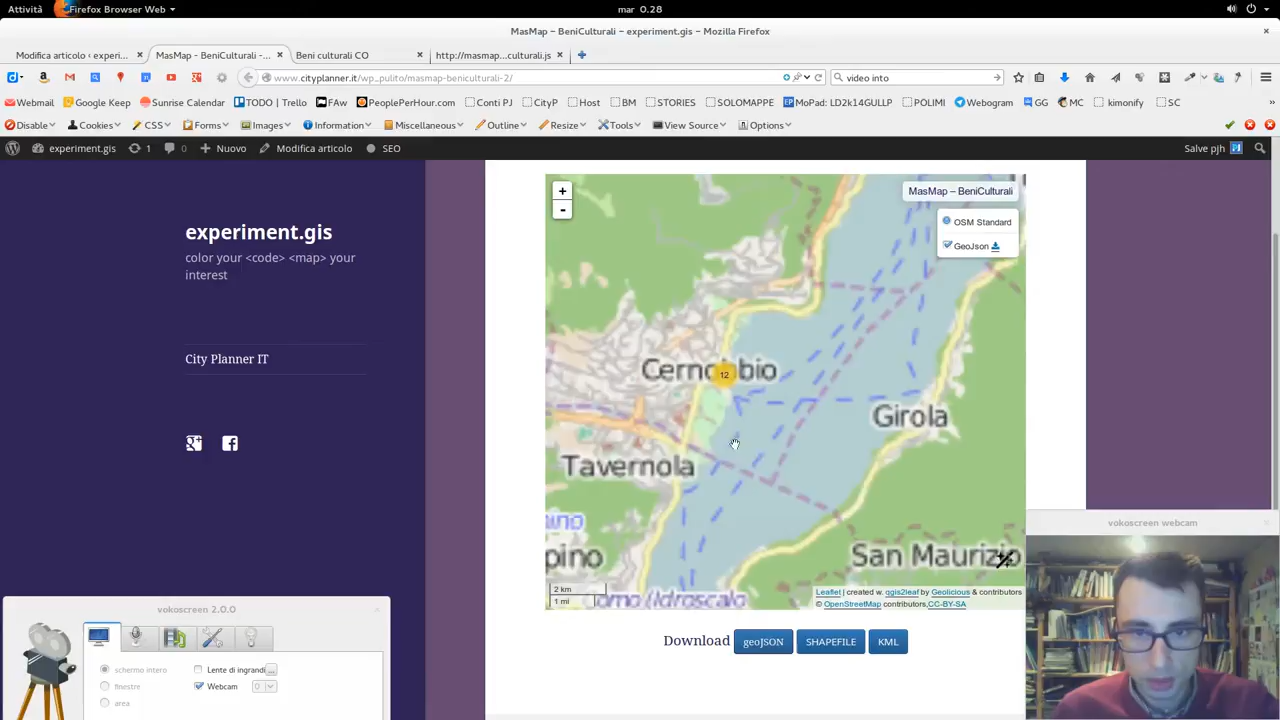 Attività
Firefox Browser Web
mar 0.28
MasMap – BeniCulturali – experiment.gis – Mozilla Firefox
Modifica articolo ‹ experi...
MasMap – BeniCulturali -...
Beni culturali CO
http://masmap...culturali.js
www.cityplanner.it/wp_pulito/masmap-beniculturali-2/
video into
Webmail
Google Keep
Sunrise Calendar
TODO | Trello
FAw
PeoplePerHour.com
Conti PJ
CityP
Host
BM
STORIES
SOLOMAPPE
MoPad: LD2k14GULLP
POLIMI
Webogram
GG
MC
kimonify
SC
Disable
Cookies
CSS
Forms
Images
Information
Miscellaneous
Outline
Resize
Tools
View Source
Options
experiment.gis
1
0
Nuovo
Modifica articolo
SEO
Salve pjh
experiment.gis
color your <code> <map> your
interest
City Planner IT
+
-
MasMap – BeniCulturali
OSM Standard
GeoJson
12
Girola
Tavernola
San Maurizio
pino
2 km
1 mi
Leaflet | created w. qgis2leaf by Geolicious & contributors
© OpenStreetMap contributors,CC-BY-SA
Download
geoJSON
SHAPEFILE
KML
vokoscreen webcam
vokoscreen 2.0.0
schermo intero
finestre
area
Lente di ingrandi
...
Webcam
0